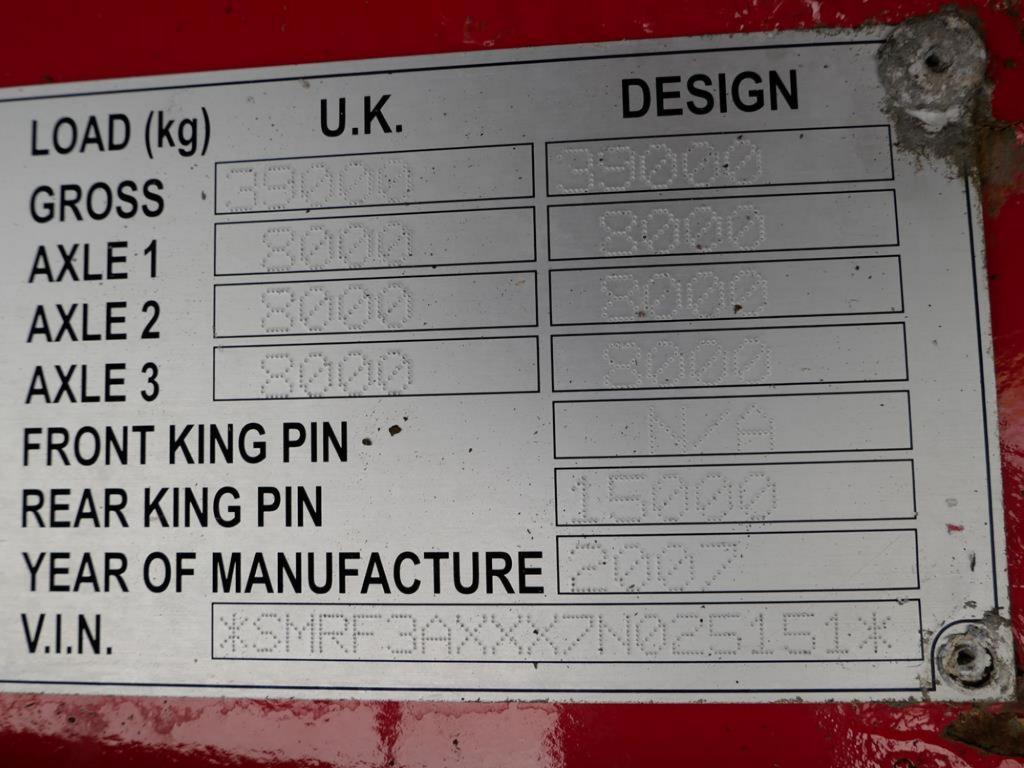 LOAD (kg) U.K. DESIGN
GROSS 39000 39000
AXLE 1 8000 8000
AXLE 2 8000 8000
AXLE 3 8000 8000
FRONT KING PIN N/A
REAR KING PIN 15000
YEAR OF MANUFACTURE 2007
V.I.N. *SMRF3AXXX7N025151*